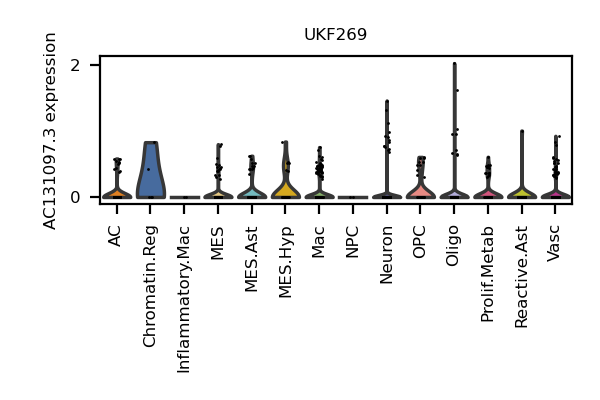 UKF269
AC131097.3 expression
2
0
AC
Chromatin.Reg
Inflammatory.Mac
MES
MES.Ast
MES.Hyp
Mac
NPC
Neuron
OPC
Oligo
Prolif.Metab
Reactive.Ast
Vasc